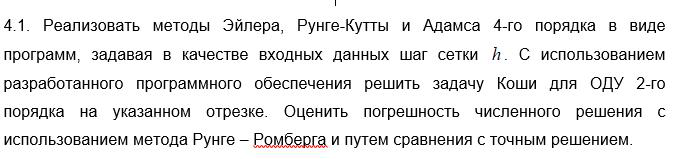 4.1. Реализовать методы Эйлера, Рунге-Кутты и Адамса 4-го порядка в виде
программ, задавая в качестве входных данных шаг сетки h. С использованием
разработанного программного обеспечения решить задачу Коши для ОДУ 2-го
порядка на указанном отрезке. Оценить погрешность численного решения с
использованием метода Рунге – Ромберга и путем сравнения с точным решением.